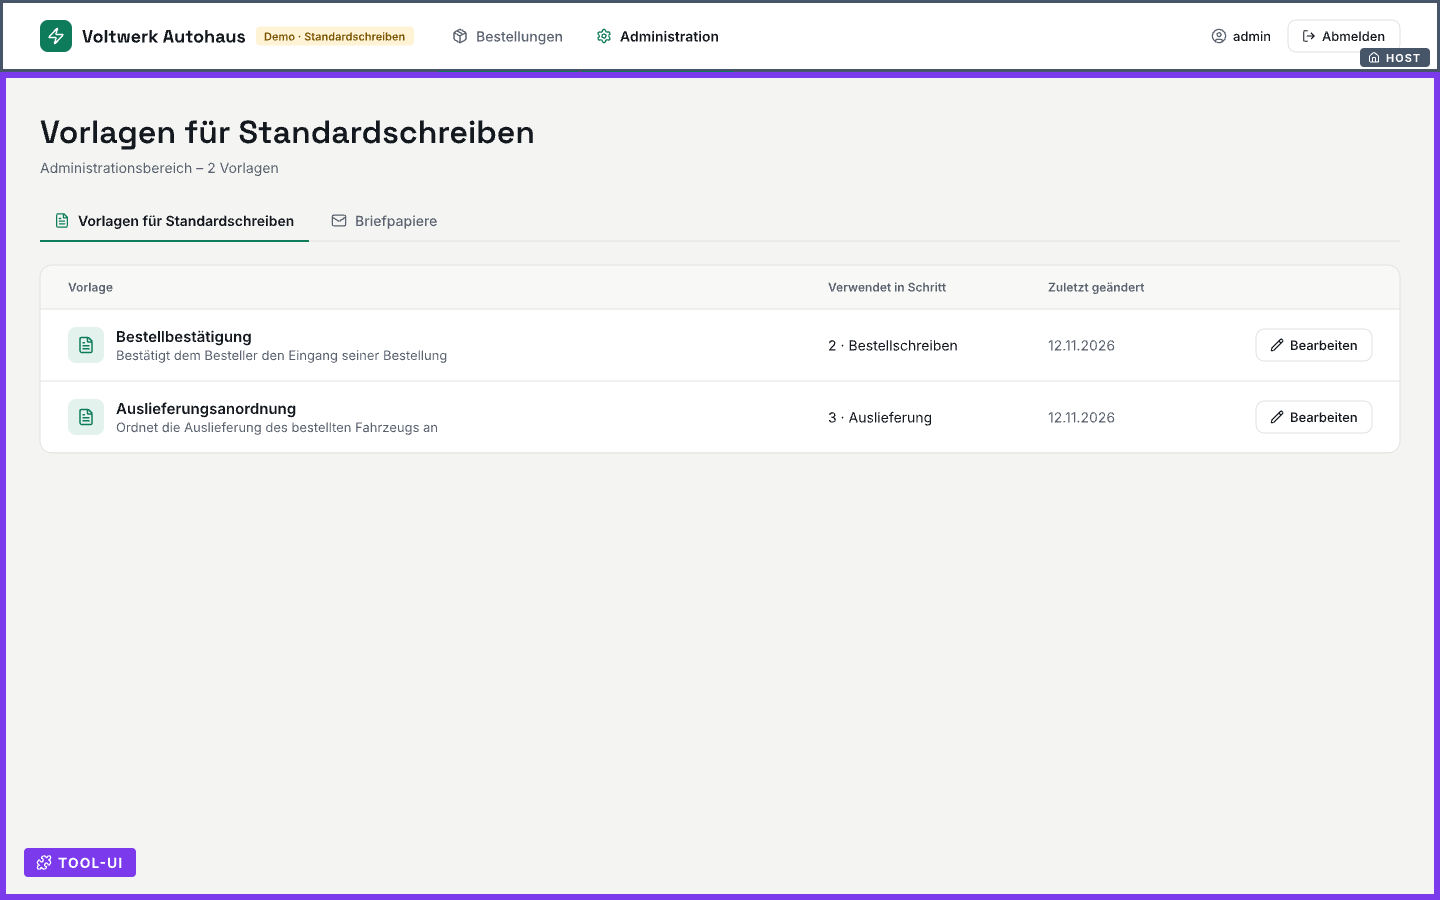 Voltwerk Autohaus
Demo · Standardschreiben
Bestellungen
Administration
admin
Abmelden
HOST
Vorlagen für Standardschreiben
Administrationsbereich – 2 Vorlagen
Vorlagen für Standardschreiben
Briefpapiere
Vorlage
Verwendet in Schritt
Zuletzt geändert
Bestellbestätigung
Bestätigt dem Besteller den Eingang seiner Bestellung
2 · Bestellschreiben
12.11.2026
Bearbeiten
Auslieferungsanordnung
Ordnet die Auslieferung des bestellten Fahrzeugs an
3 · Auslieferung
12.11.2026
Bearbeiten
TOOL-UI